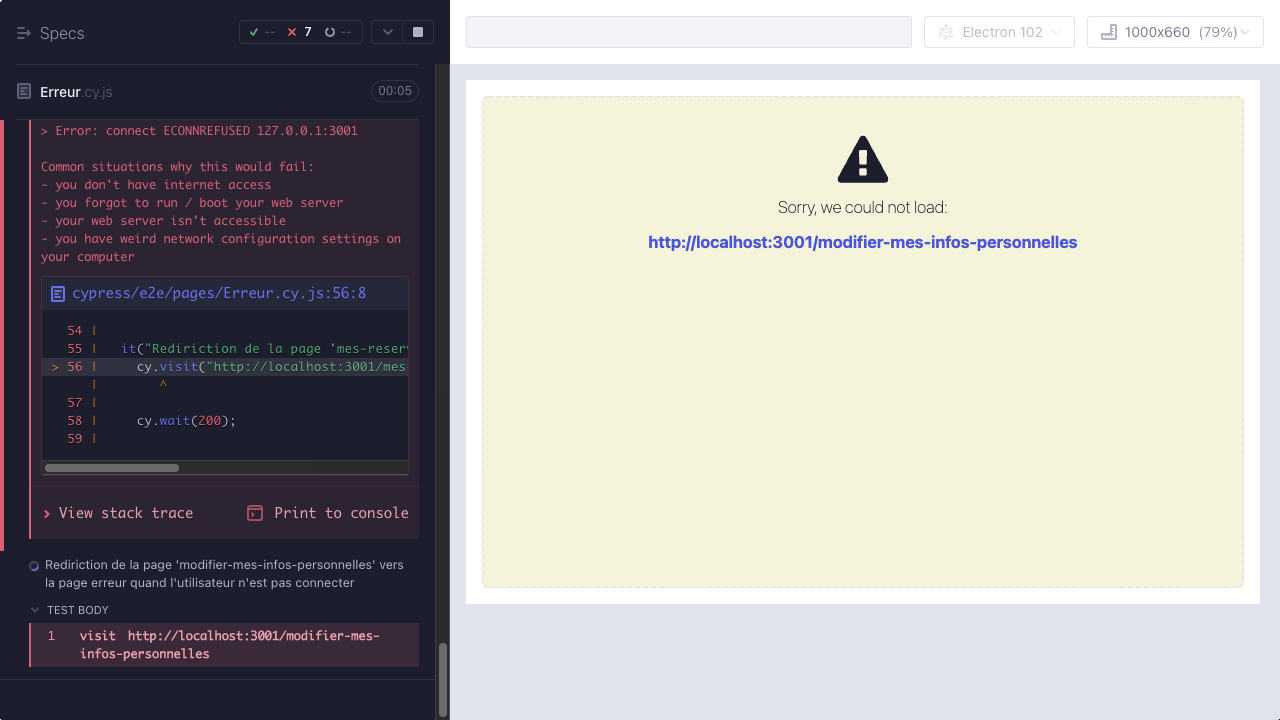 Specs
-- 7 --
Electron 102
1000x660 (79%)
Erreur.cy.js
00:05
> Error: connect ECONNREFUSED 127.0.0.1:3001
Common situations why this would fail:
- you don't have internet access
- you forgot to run / boot your web server
- your web server isn't accessible
- you have weird network configuration settings on
your computer
cypress/e2e/pages/Erreur.cy.js:56:8
54 |
55 | it("Rediriction de la page 'mes-reserv
> 56 | cy.visit("http://localhost:3001/mes-
| ^
57 |
58 | cy.wait(200);
59 |
View stack trace
Print to console
Rediriction de la page 'modifier-mes-infos-personnelles' vers
la page erreur quand l'utilisateur n'est pas connecter
TEST BODY
1 visit http://localhost:3001/modifier-mes-
infos-personnelles
Sorry, we could not load:
http://localhost:3001/modifier-mes-infos-personnelles